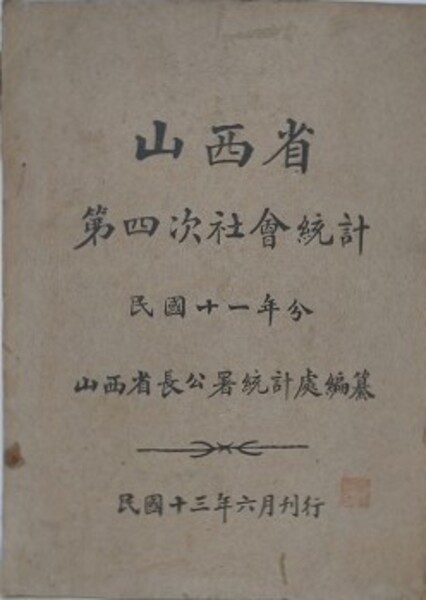 山西省
第四次社會統計
民國十一年分
山西省長公署統計處編纂
民國十三年六月刊行